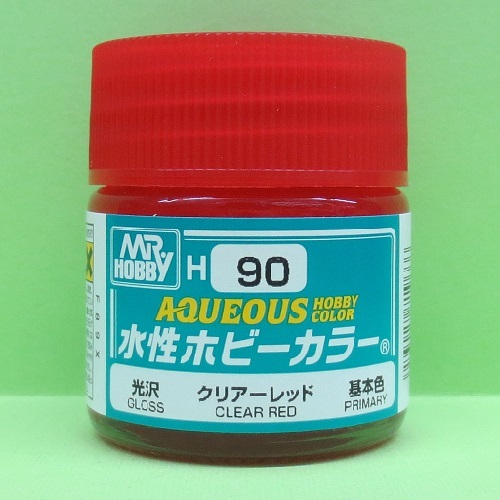 MR.
HOBBY
H 90
AQUEOUS HOBBY
COLOR
水性ホビーカラー®
光沢 クリアーレッド 基本色
GLOSS CLEAR RED PRIMARY